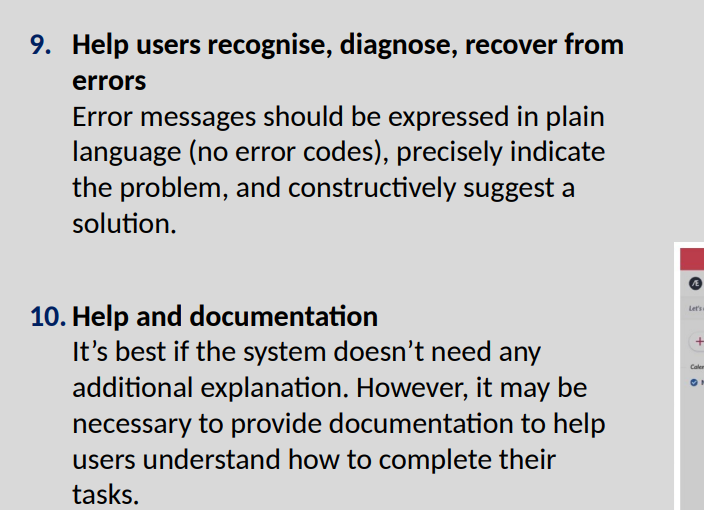 9. Help users recognise, diagnose, recover from
errors
Error messages should be expressed in plain
language (no error codes), precisely indicate
the problem, and constructively suggest a
solution.
10. Help and documentation
It’s best if the system doesn’t need any
additional explanation. However, it may be
necessary to provide documentation to help
users understand how to complete their
tasks.
Æ
Let's
+